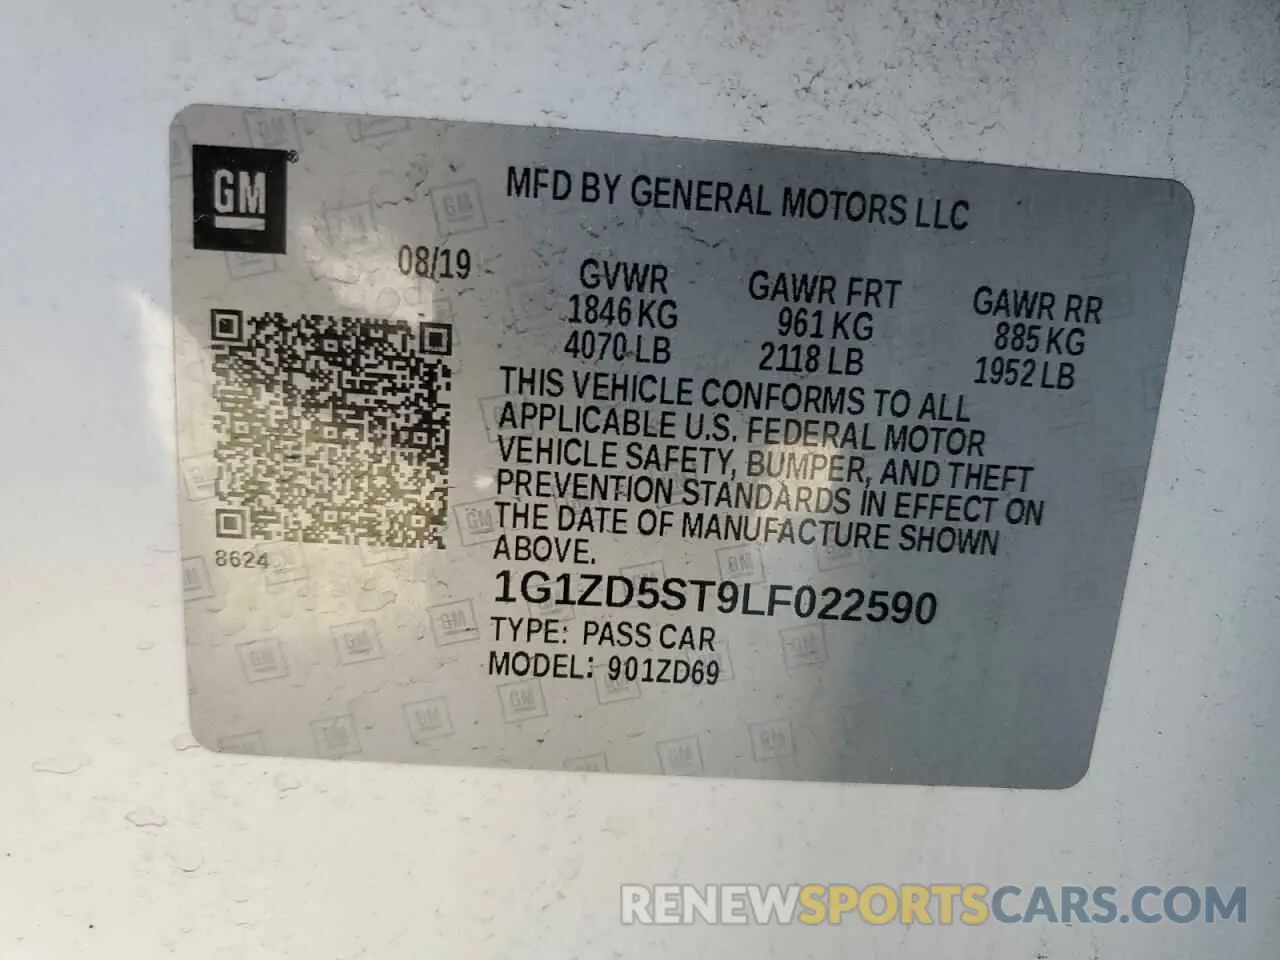 GM®
MFD BY GENERAL MOTORS LLC
08/19
GVWR GAWR FRT GAWR RR
1846 KG 961 KG 885 KG
4070 LB 2118 LB 1952 LB
THIS VEHICLE CONFORMS TO ALL
APPLICABLE U.S. FEDERAL MOTOR
VEHICLE SAFETY, BUMPER, AND THEFT
PREVENTION STANDARDS IN EFFECT ON
THE DATE OF MANUFACTURE SHOWN
ABOVE.
8624
1G1ZD5ST9LF022590
TYPE: PASS CAR
MODEL: 901ZD69
RENEWSPORTSCARS.COM